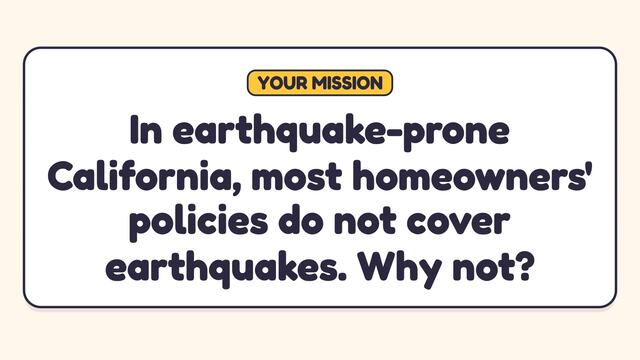 YOUR MISSION
In earthquake-prone
California, most homeowners'
policies do not cover
earthquakes. Why not?